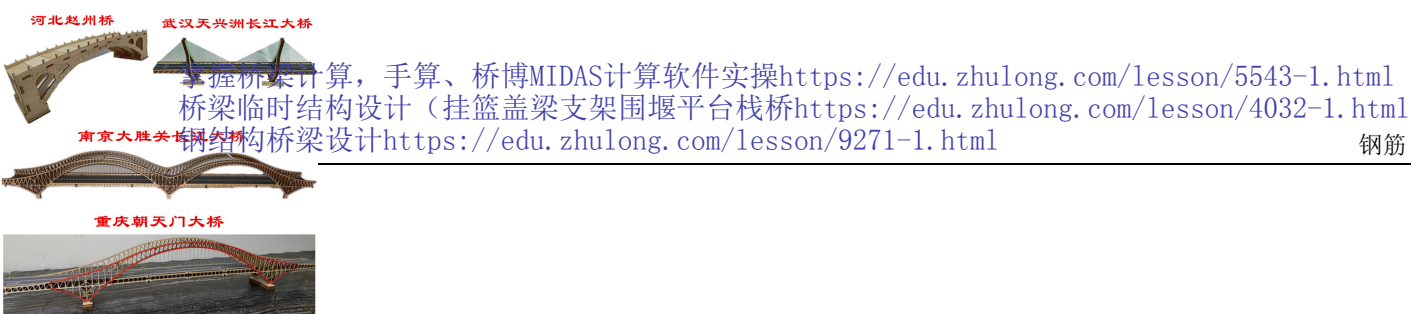 河北赵州桥
武汉天兴洲长江大桥
掌握桥梁计算，手算、桥博MIDAS计算软件实操https://edu.zhulong.com/lesson/5543-1.html
桥梁临时结构设计（挂篮盖梁支架围堰平台栈桥https://edu.zhulong.com/lesson/4032-1.html
南京大胜关长江大桥
钢结构桥梁设计https://edu.zhulong.com/lesson/9271-1.html
钢筋
重庆朝天门大桥